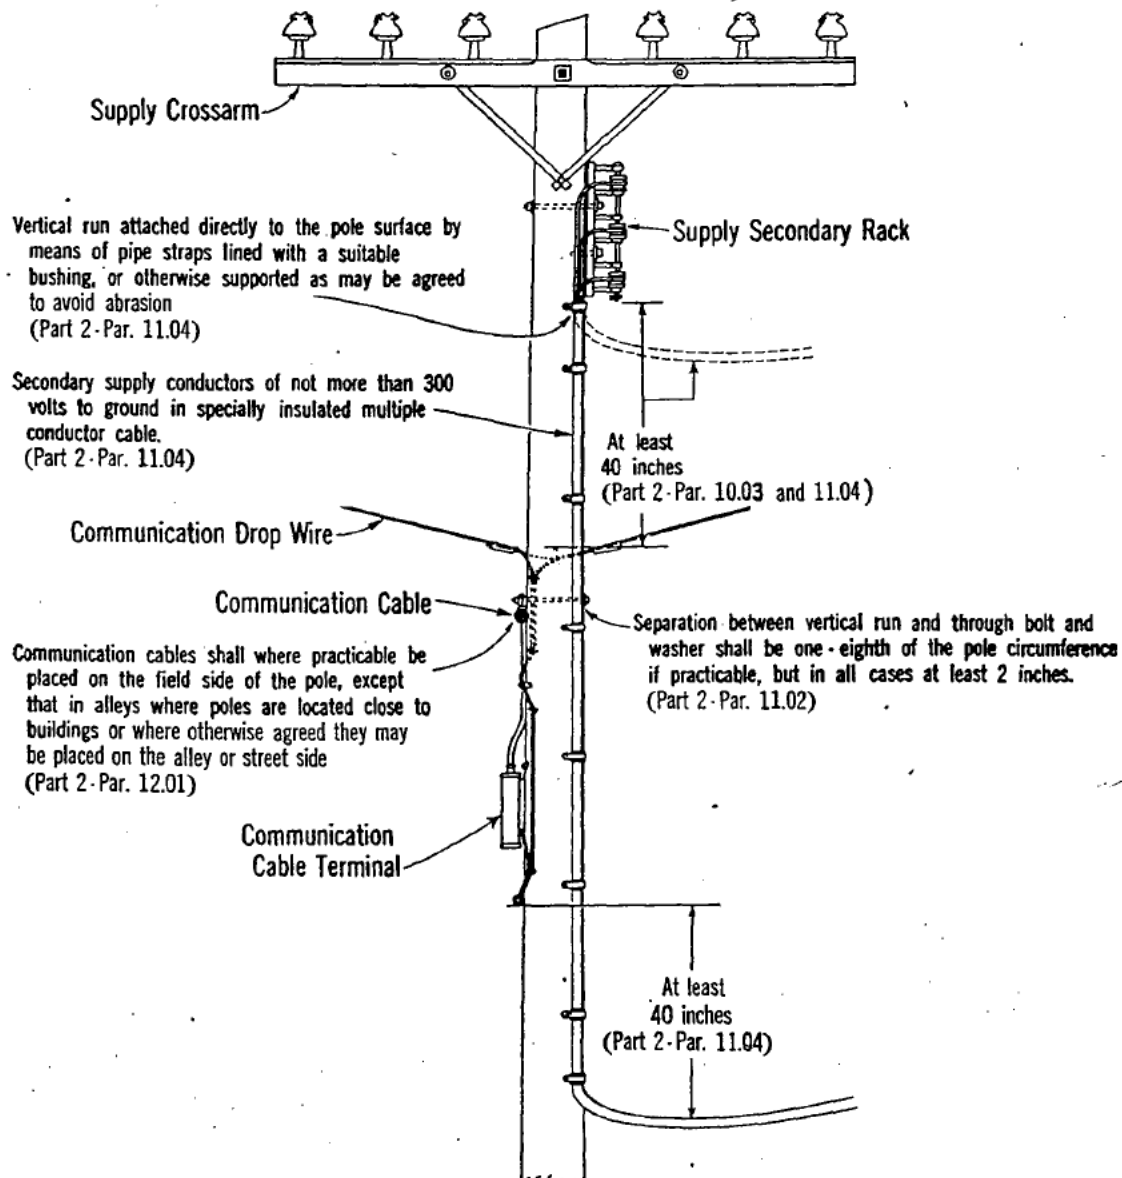 Supply Crossarm
Vertical run attached directly to the pole surface by
means of pipe straps lined with a suitable
bushing, or otherwise supported as may be agreed
to avoid abrasion
(Part 2-Par. 11.04)
Supply Secondary Rack
Secondary supply conductors of not more than 300
volts to ground in specially insulated multiple
conductor cable.
(Part 2-Par. 11.04)
At least
40 inches
(Part 2-Par. 10.03 and 11.04)
Communication Drop Wire
Communication Cable
Separation between vertical run and through bolt and
washer shall be one-eighth of the pole circumference
if practicable, but in all cases at least 2 inches.
(Part 2-Par. 11.02)
Communication cables shall where practicable be
placed on the field side of the pole, except
that in alleys where poles are located close to
buildings or where otherwise agreed they may
be placed on the alley or street side
(Part 2-Par. 12.01)
Communication
Cable Terminal
At least
40 inches
(Part 2-Par. 11.04)